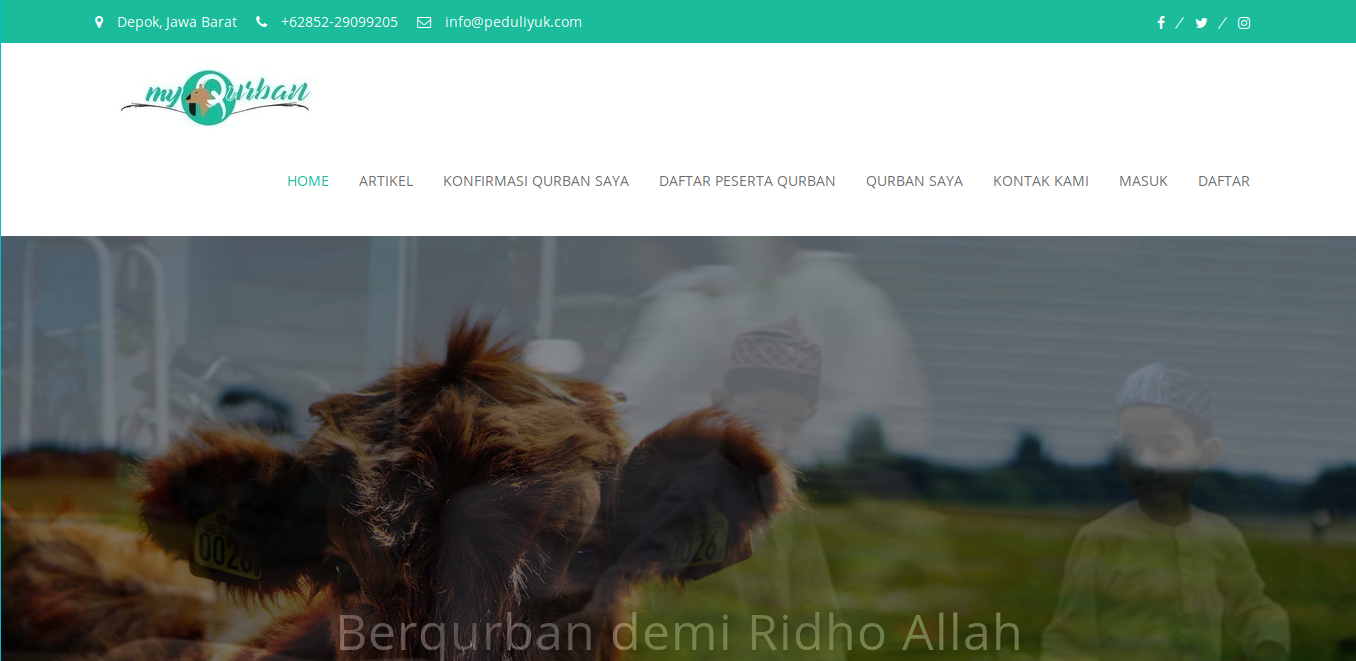 Depok, Jawa Barat +62852-29099205 info@peduliyuk.com
myQurban
HOME ARTIKEL KONFIRMASI QURBAN SAYA DAFTAR PESERTA QURBAN QURBAN SAYA KONTAK KAMI MASUK DAFTAR
0026
Berqurban demi Ridho Allah